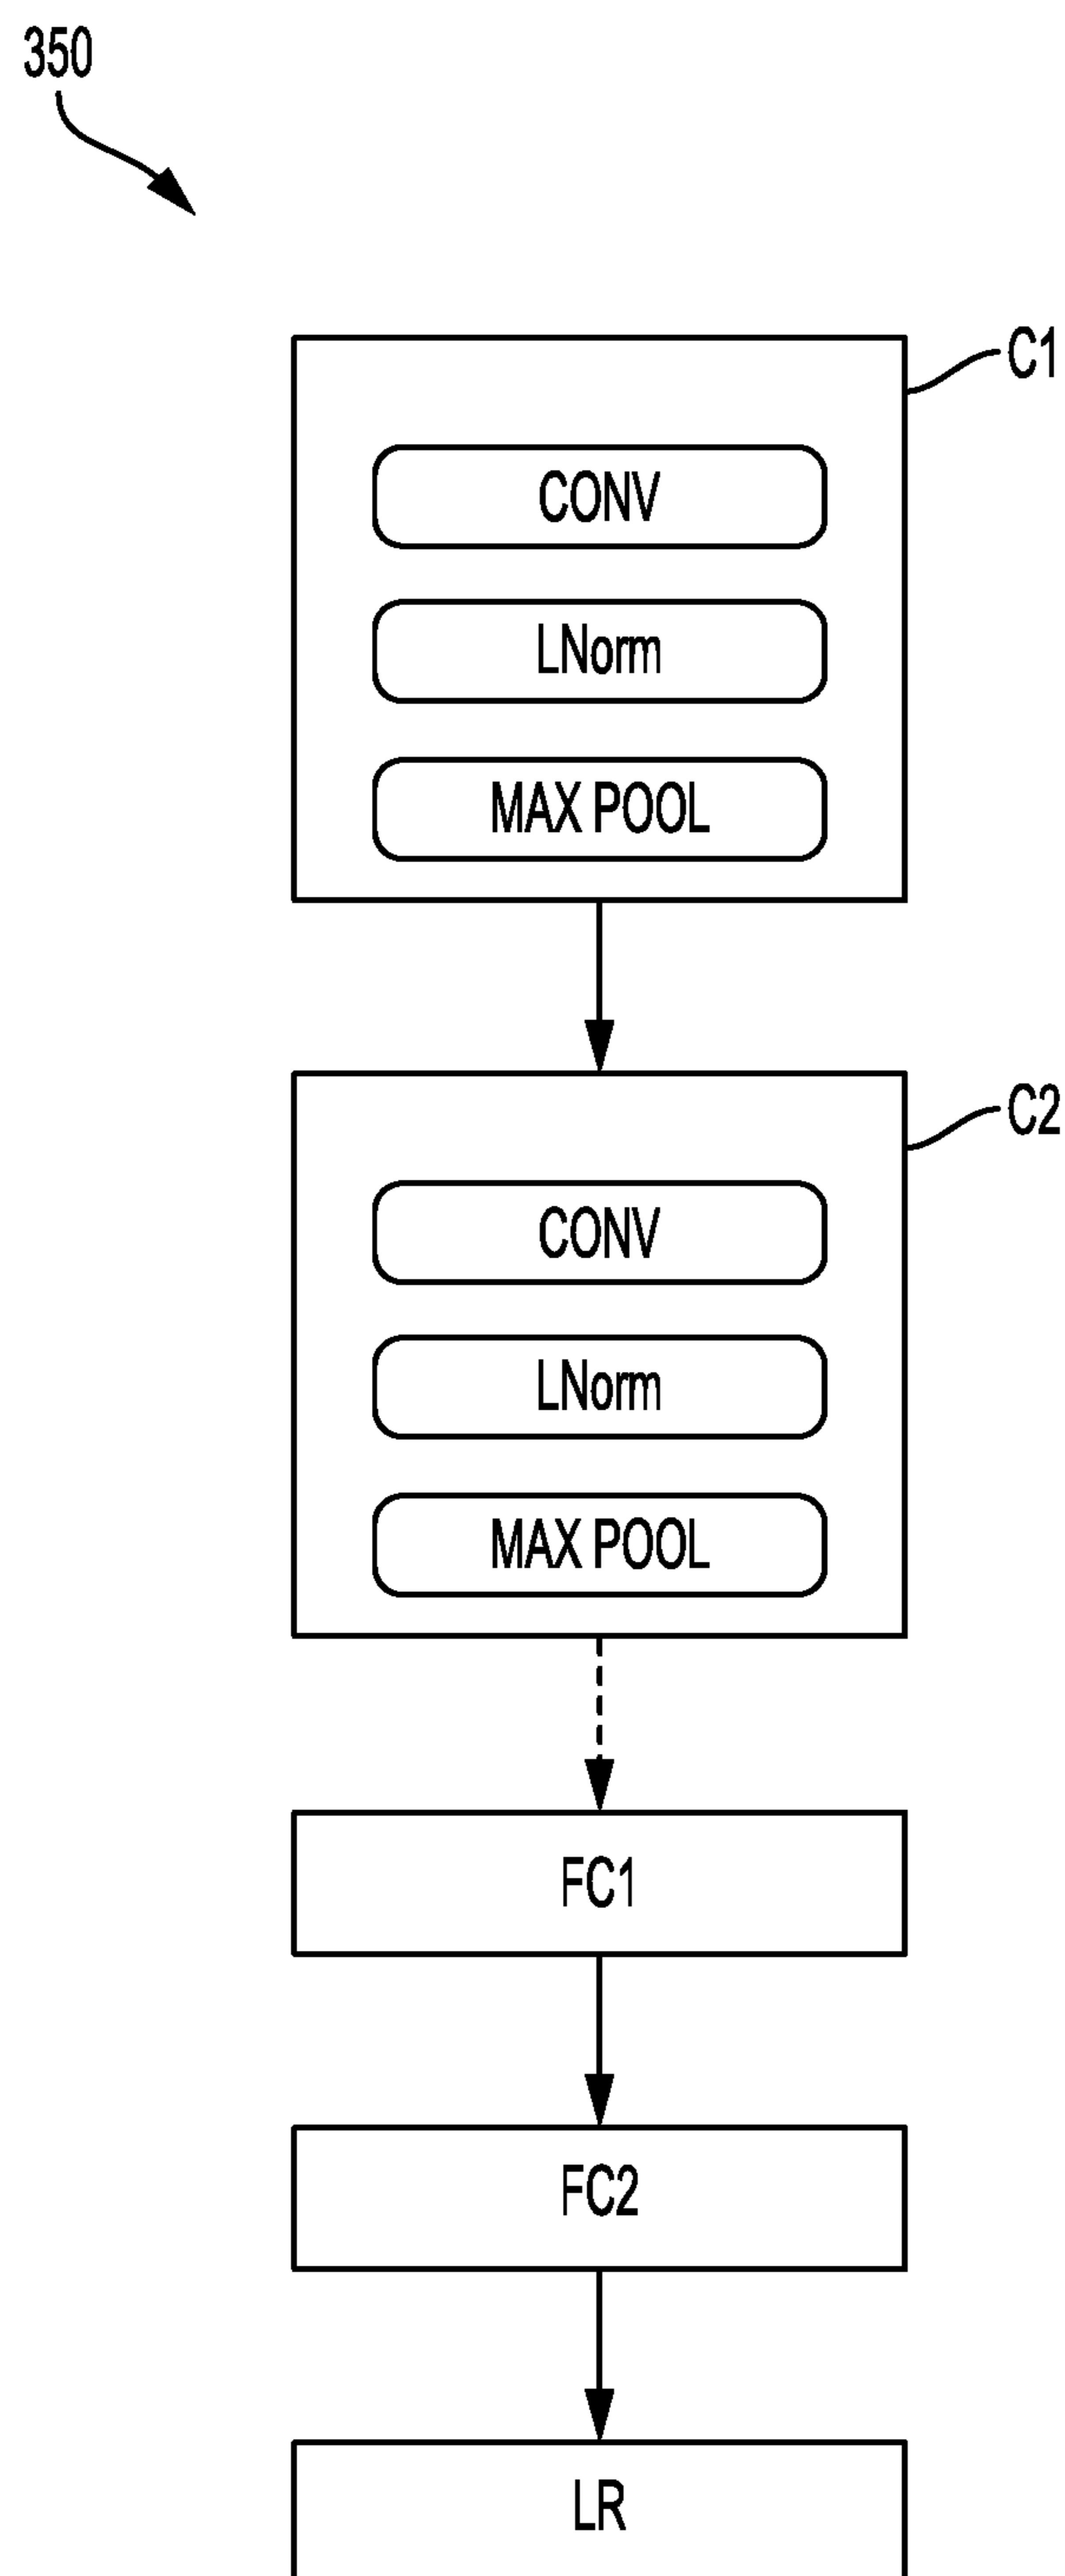 350
C1
CONV
LNorm
MAX POOL
C2
CONV
LNorm
MAX POOL
FC1
FC2
LR